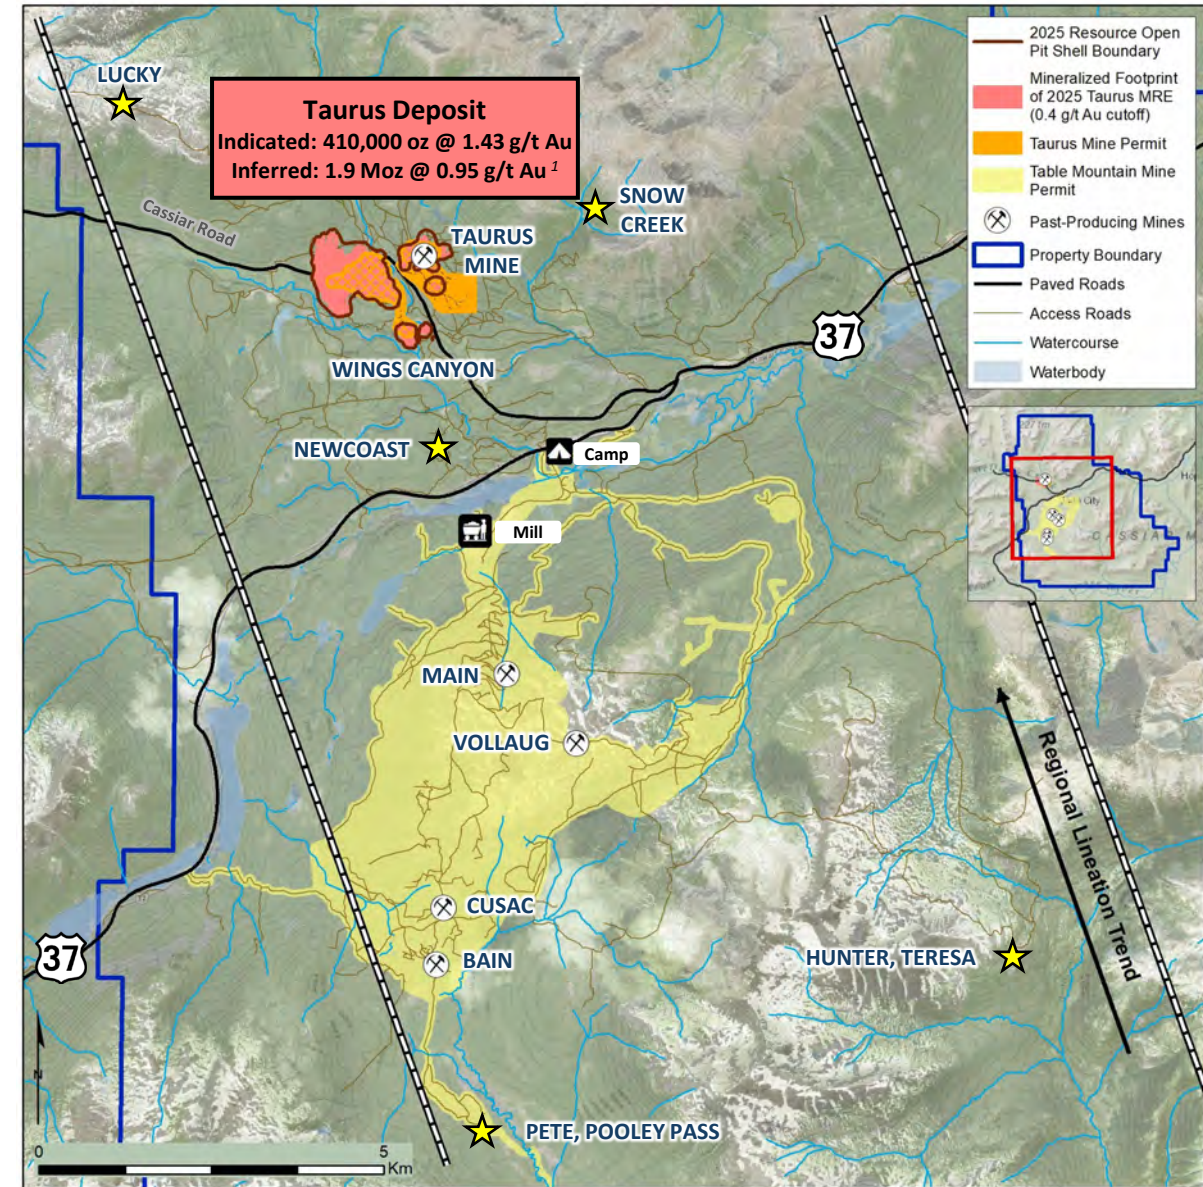 LUCKY
Taurus Deposit
Indicated: 410,000 oz @ 1.43 g/t Au
Inferred: 1.9 Moz @ 0.95 g/t Au 1
SNOW
CREEK
Cassiar Road
TAURUS
MINE
WINGS CANYON
37
NEWCOAST
Camp
Mill
MAIN
VOLLAUG
CUSAC
BAIN
37
HUNTER, TERESA
PETE, POOLEY PASS
Regional Lineation Trend
N
0 5
Km
2025 Resource Open
Pit Shell Boundary
Mineralized Footprint
of 2025 Taurus MRE
(0.4 g/t Au cutoff)
Taurus Mine Permit
Table Mountain Mine
Permit
Past-Producing Mines
Property Boundary
Paved Roads
Access Roads
Watercourse
Waterbody
City